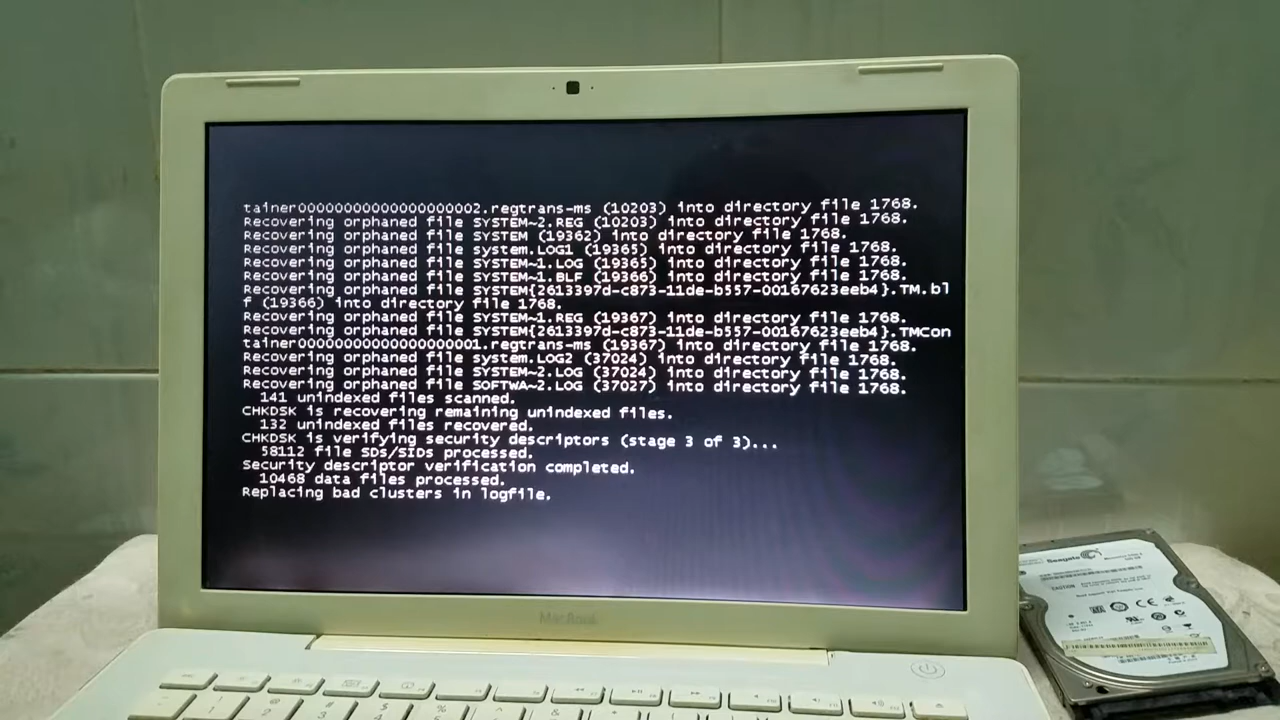 tainer00000000000000000002.regtrans-ms (10203) into directory file 1768.
Recovering orphaned file SYSTEM~2.REG (10203) into directory file 1768.
Recovering orphaned file SYSTEM (19362) into directory file 1768.
Recovering orphaned file system.LOG1 (19365) into directory file 1768.
Recovering orphaned file SYSTEM~1.LOG (19365) into directory file 1768.
Recovering orphaned file SYSTEM~1.BLF (19366) into directory file 1768.
Recovering orphaned file SYSTEM{2613397d-c873-11de-b557-00167623eeb4}.TM.bl
f (19366) into directory file 1768.
Recovering orphaned file SYSTEM~1.REG (19367) into directory file 1768.
Recovering orphaned file SYSTEM{2613397d-c873-11de-b557-00167623eeb4}.TMCon
tainer00000000000000000001.regtrans-ms (19367) into directory file 1768.
Recovering orphaned file system.LOG2 (37024) into directory file 1768.
Recovering orphaned file SYSTEM~2.LOG (37024) into directory file 1768.
Recovering orphaned file SOFTWA~2.LOG (37027) into directory file 1768.
141 unindexed files scanned.
CHKDSK is recovering remaining unindexed files.
132 unindexed files recovered.
CHKDSK is verifying security descriptors (stage 3 of 3)...
58112 file SDs/SIDs processed.
Security descriptor verification completed.
10468 data files processed.
Replacing bad clusters in logfile.
MacBook
Seagate
CAUTION